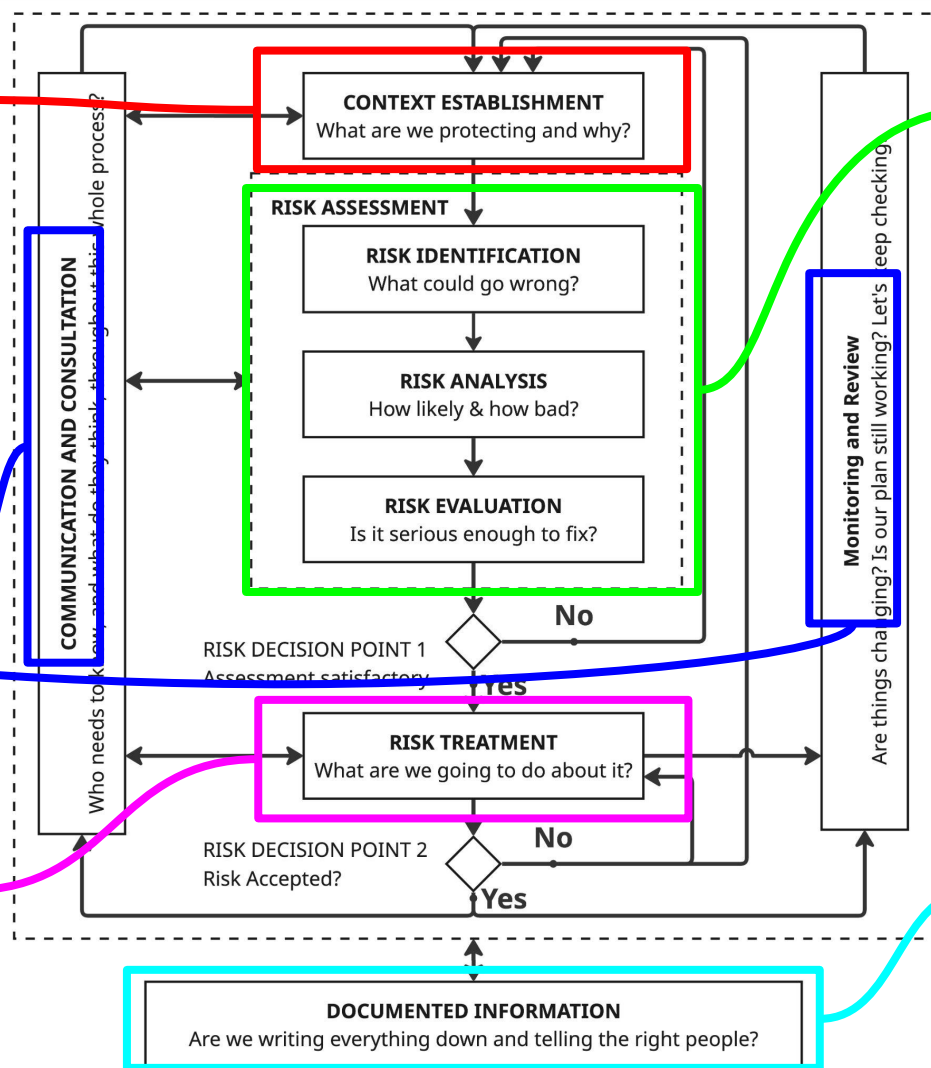 CONTEXT ESTABLISHMENT
What are we protecting and why?
RISK ASSESSMENT
RISK IDENTIFICATION
What could go wrong?
RISK ANALYSIS
How likely & how bad?
RISK EVALUATION
Is it serious enough to fix?
No
RISK DECISION POINT 1
Assessment satisfactory
Yes
RISK TREATMENT
What are we going to do about it?
No
RISK DECISION POINT 2
Risk Accepted?
Yes
COMMUNICATION AND CONSULTATION
Who needs to know, and what do they think, throughout this whole process?
Monitoring and Review
Are things changing? Is our plan still working? Let's keep checking
DOCUMENTED INFORMATION
Are we writing everything down and telling the right people?